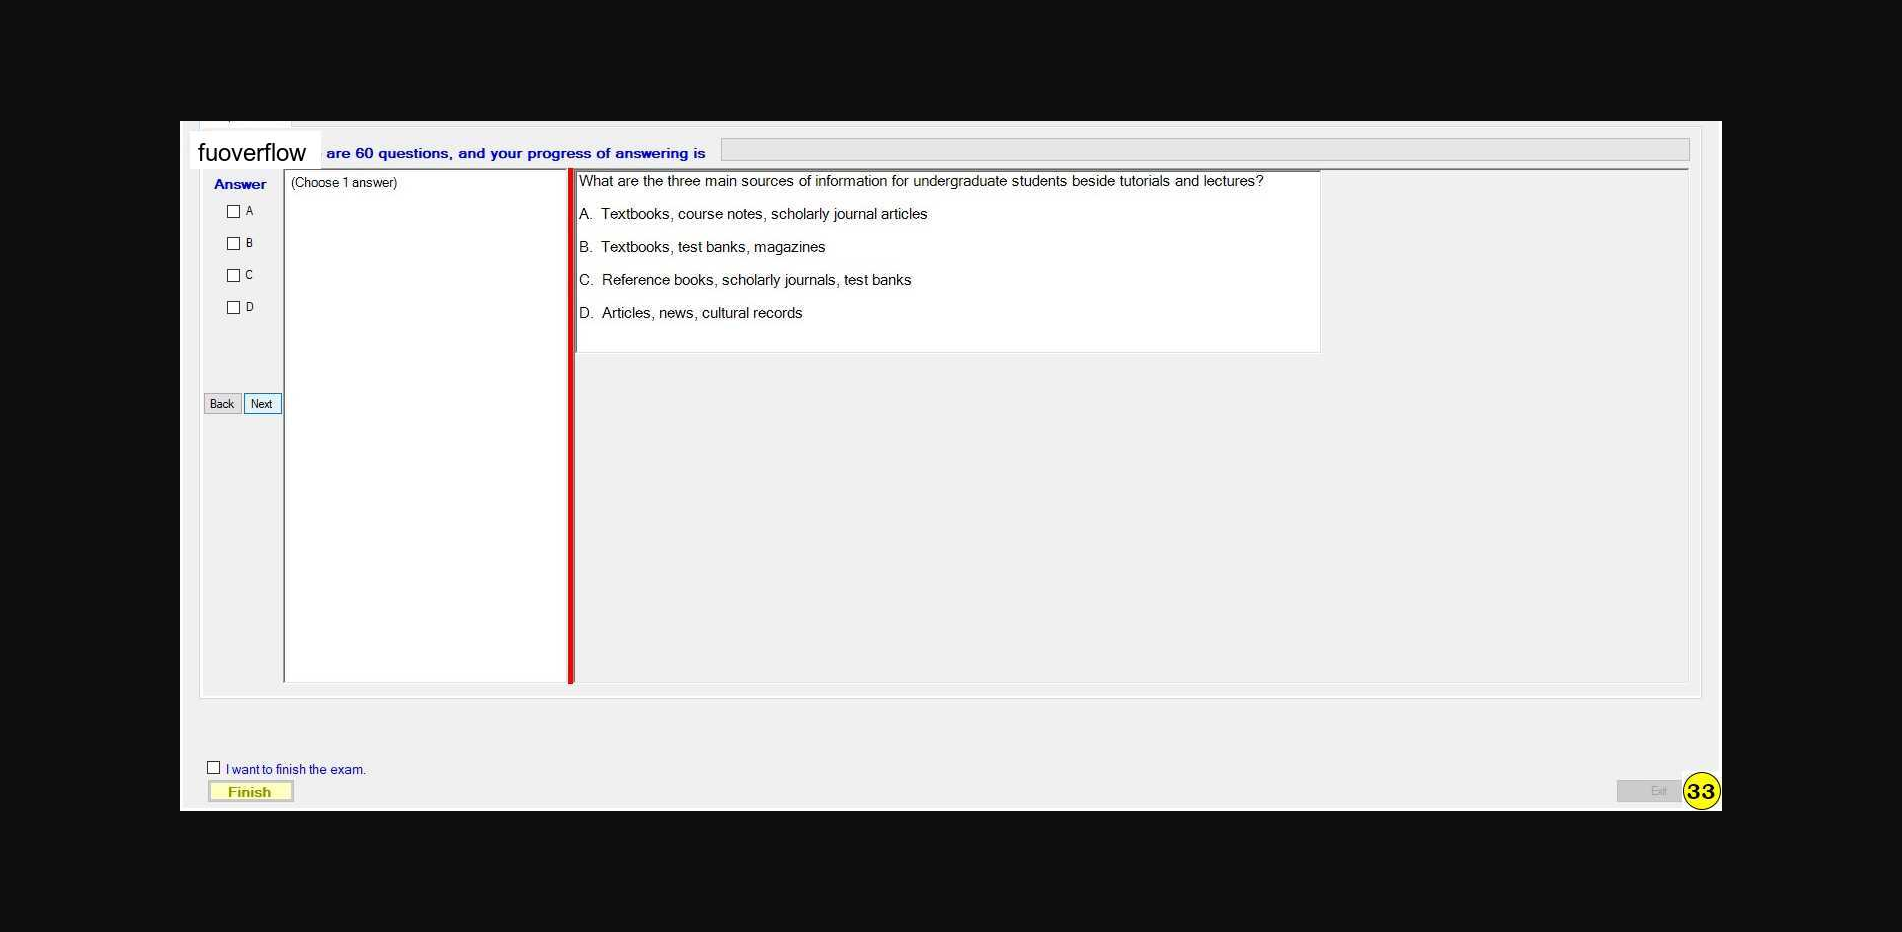 fuoverflow are 60 questions, and your progress of answering is
Answer
(Choose 1 answer)
A
B
C
D
Back Next
What are the three main sources of information for undergraduate students beside tutorials and lectures?
A. Textbooks, course notes, scholarly journal articles
B. Textbooks, test banks, magazines
C. Reference books, scholarly journals, test banks
D. Articles, news, cultural records
I want to finish the exam.
Finish
Exit 33